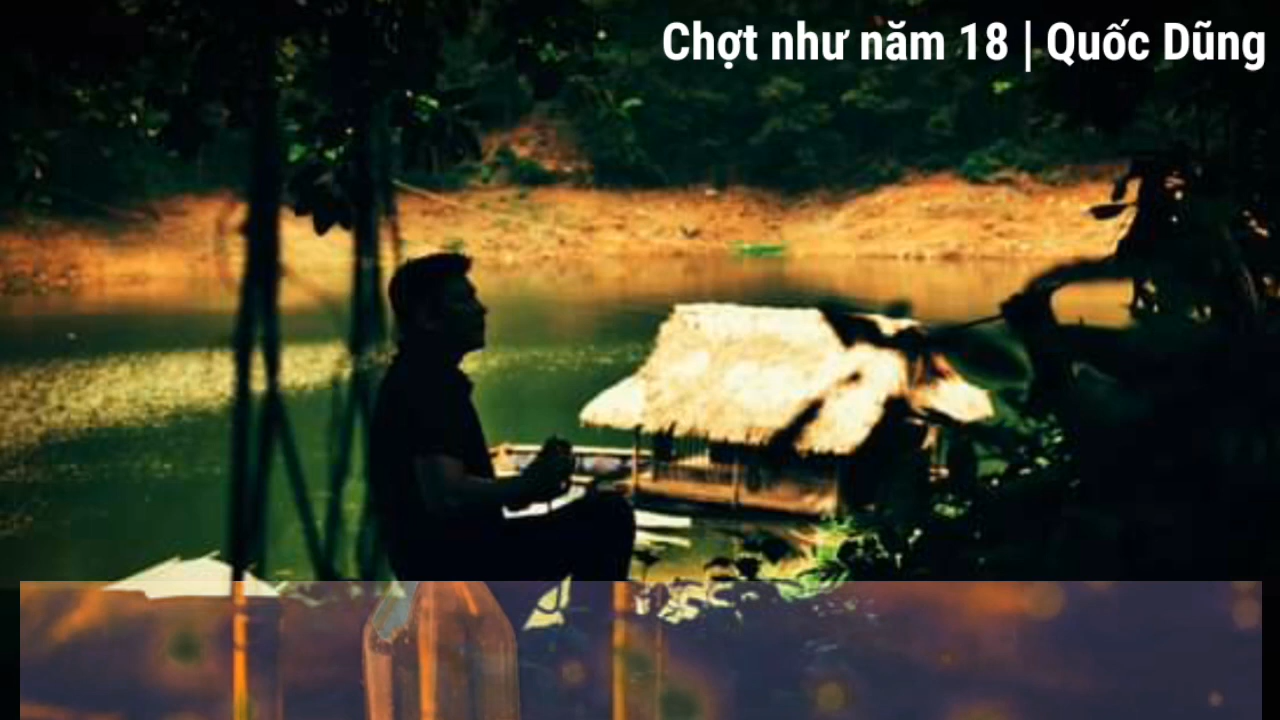 Chợt như năm 18 | Quốc Dũng